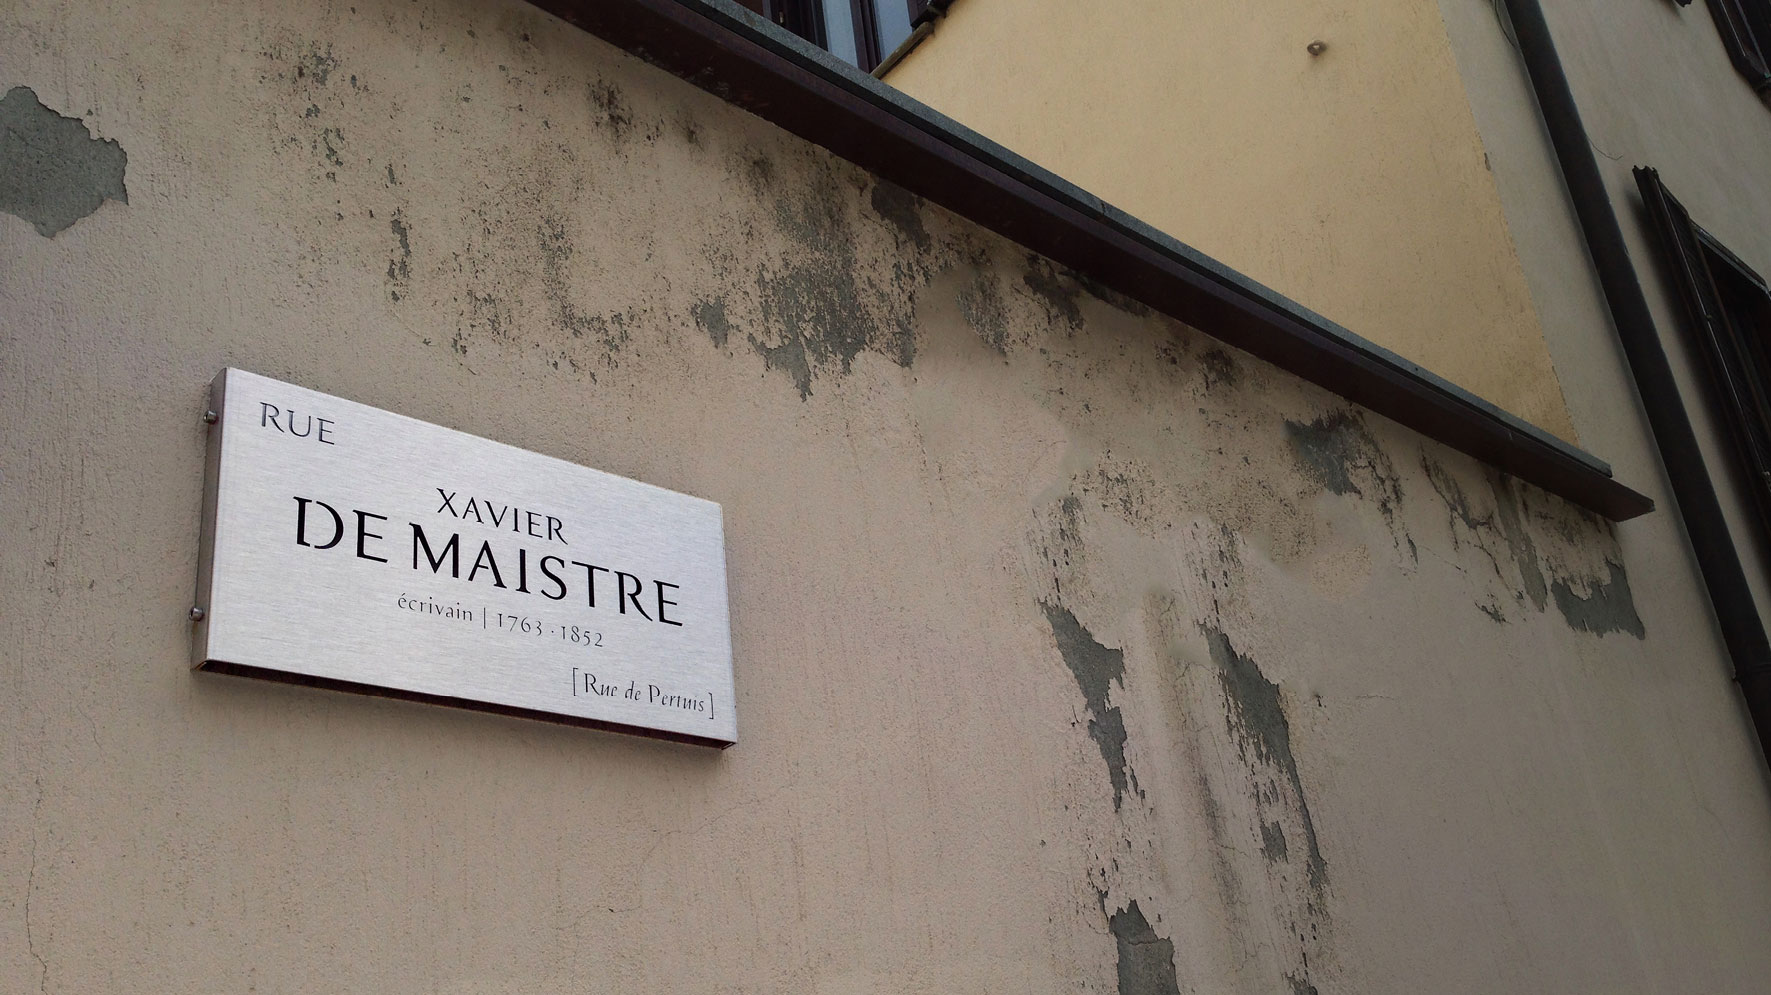 RUE
XAVIER
DE MAISTRE
écrivain | 1763 · 1852
[Rue de Pertuis]